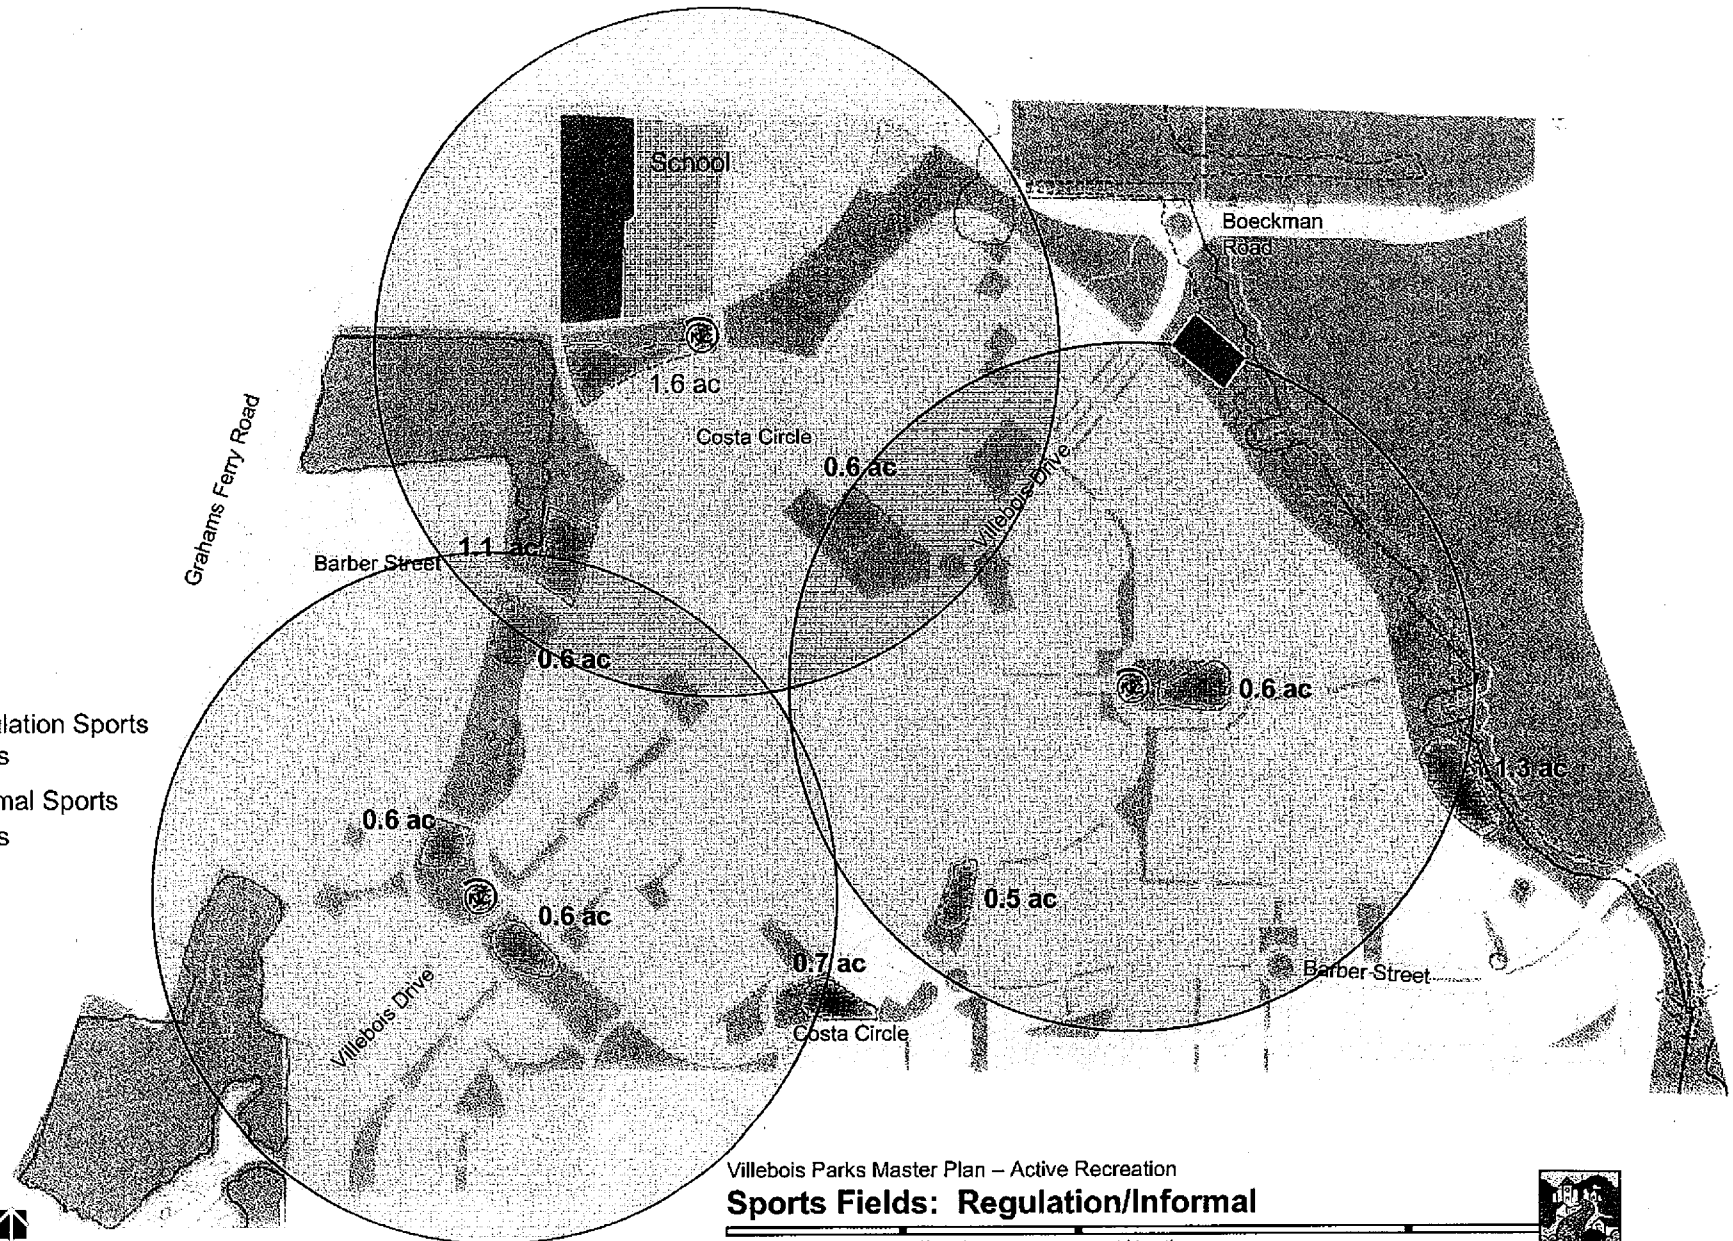 School
Boeckman
Road
NC
1.6 ac
Grahams Ferry Road
Costa Circle
0.6 ac
Villebois Drive
1.1 ac
Barber Street
0.6 ac
NC
0.6 ac
lation Sports
s
1.3 ac
mal Sports
s
0.6 ac
NC
0.6 ac
0.5 ac
0.7 ac
Barber Street
Villebois Drive
Costa Circle
Villebois Parks Master Plan – Active Recreation
Sports Fields: Regulation/Informal